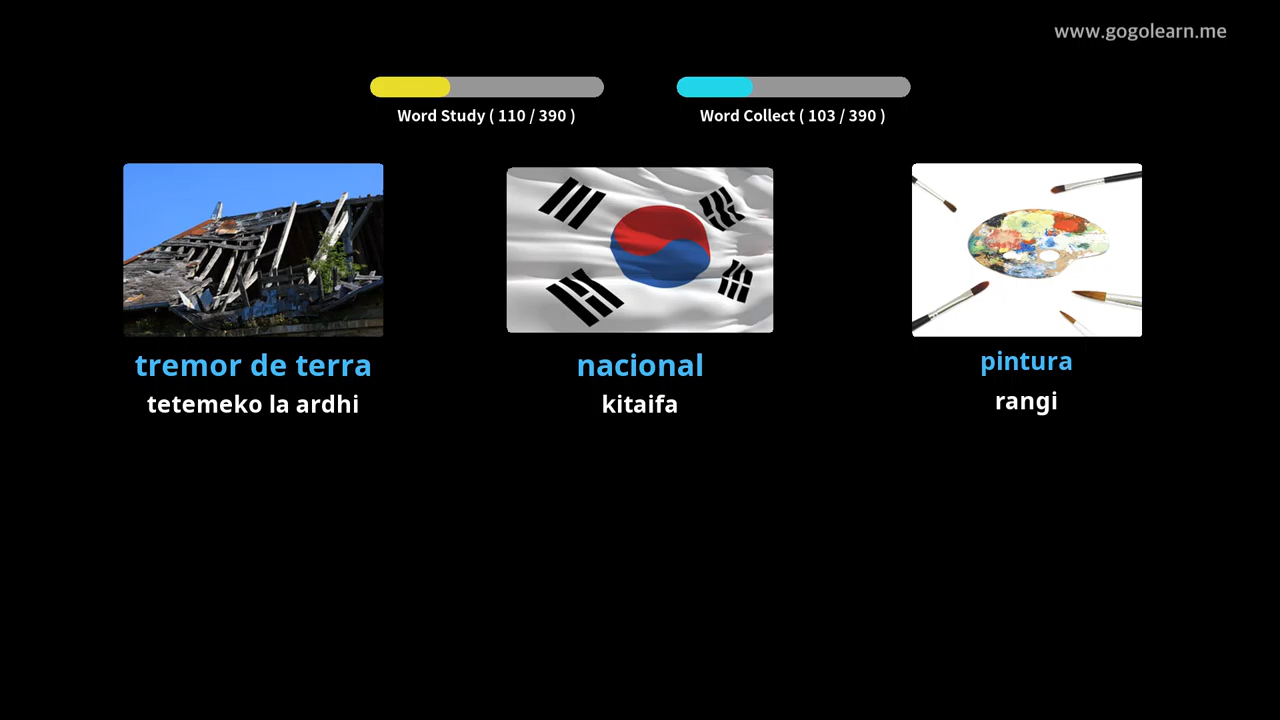 www.gogolearn.me
Word Study ( 110 / 390 )
Word Collect ( 103 / 390 )
tremor de terra
tetemeko la ardhi
nacional
kitaifa
pintura
rangi